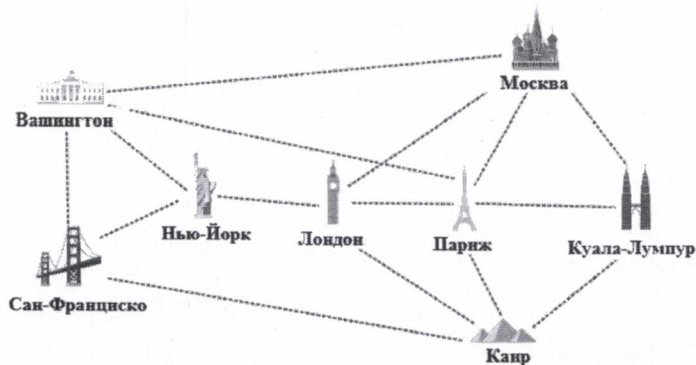 Москва
Вашингтон
Нью-Йорк
Лондон
Париж
Куала-Лумпур
Сан-Франциско
Каир